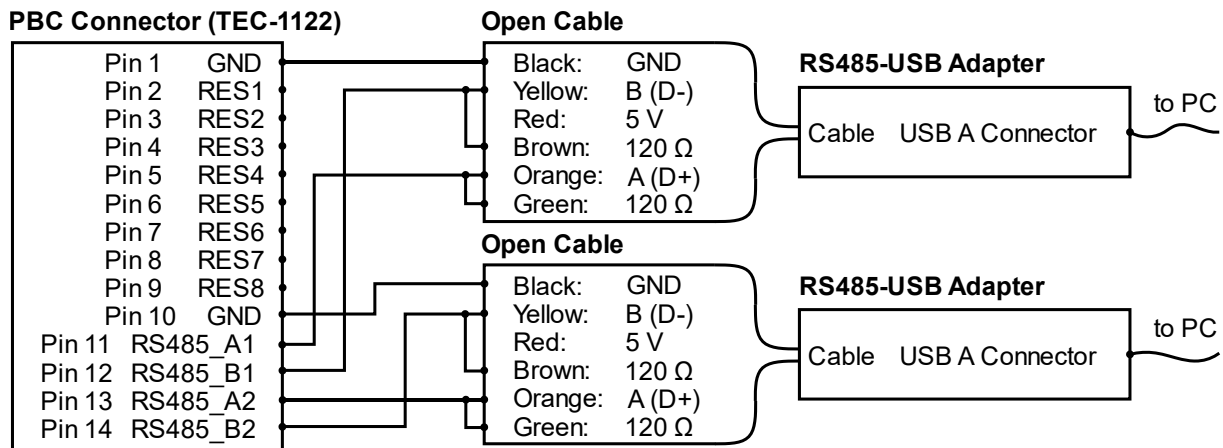 PBC Connector (TEC-1122)
Pin 1 GND
Pin 2 RES1
Pin 3 RES2
Pin 4 RES3
Pin 5 RES4
Pin 6 RES5
Pin 7 RES6
Pin 8 RES7
Pin 9 RES8
Pin 10 GND
Pin 11 RS485_A1
Pin 12 RS485_B1
Pin 13 RS485_A2
Pin 14 RS485_B2
Open Cable
Black: GND
Yellow: B (D-)
Red: 5 V
Brown: 120 Ω
Orange: A (D+)
Green: 120 Ω
RS485-USB Adapter
Cable USB A Connector
to PC
Open Cable
Black: GND
Yellow: B (D-)
Red: 5 V
Brown: 120 Ω
Orange: A (D+)
Green: 120 Ω
RS485-USB Adapter
Cable USB A Connector
to PC